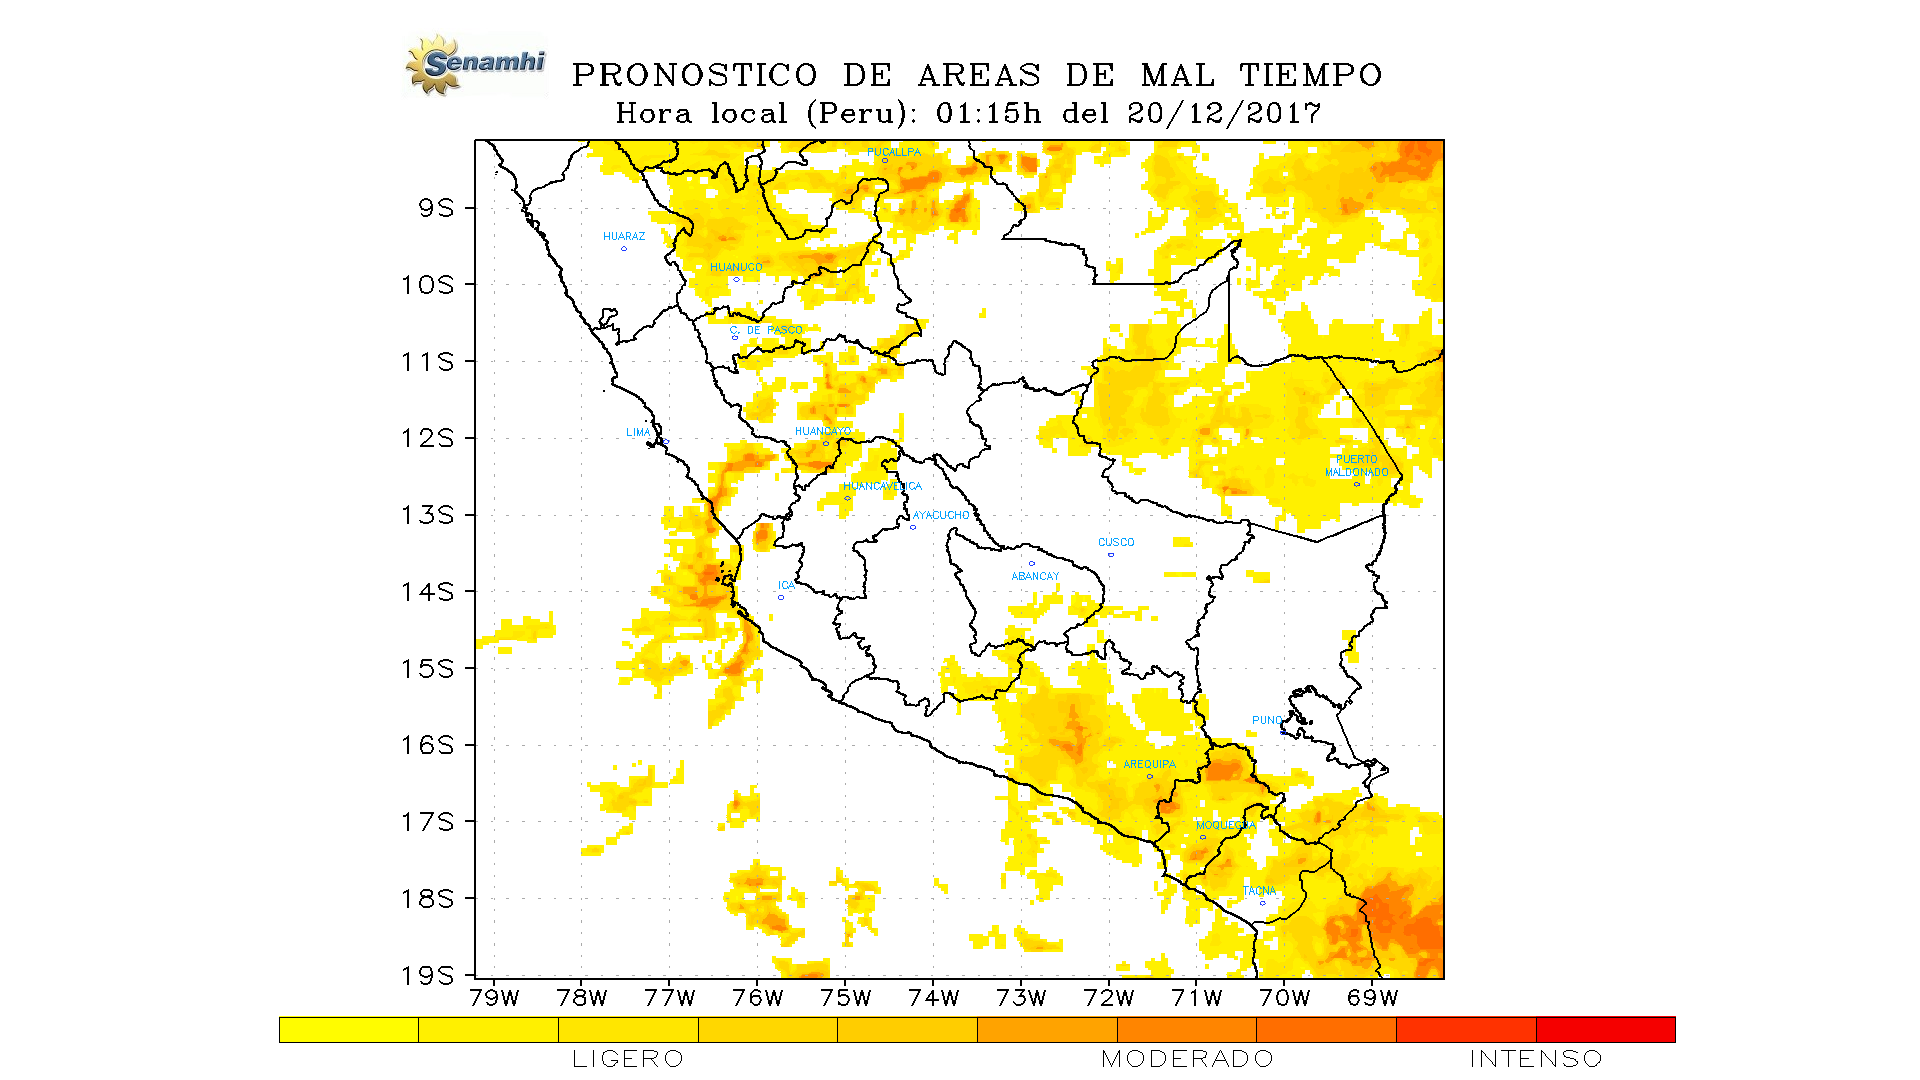 Senamhi
PRONOSTICO DE AREAS DE MAL TIEMPO
Hora local (Peru): 01:15h del 20/12/2017
PUCALLPA
9S
HUARAZ
HUANUCO
10S
C. DE PASCO
11S
LIMA
HUANCAYO
12S
PUERTO
MALDONADO
HUANCAVELICA
13S
AYACUCHO
CUSCO
ABANCAY
ICA
14S
15S
PUNO
16S
AREQUIPA
17S
MOQUEGUA
TACNA
18S
19S
79W 78W 77W 76W 75W 74W 73W 72W 71W 70W 69W
LIGERO MODERADO INTENSO